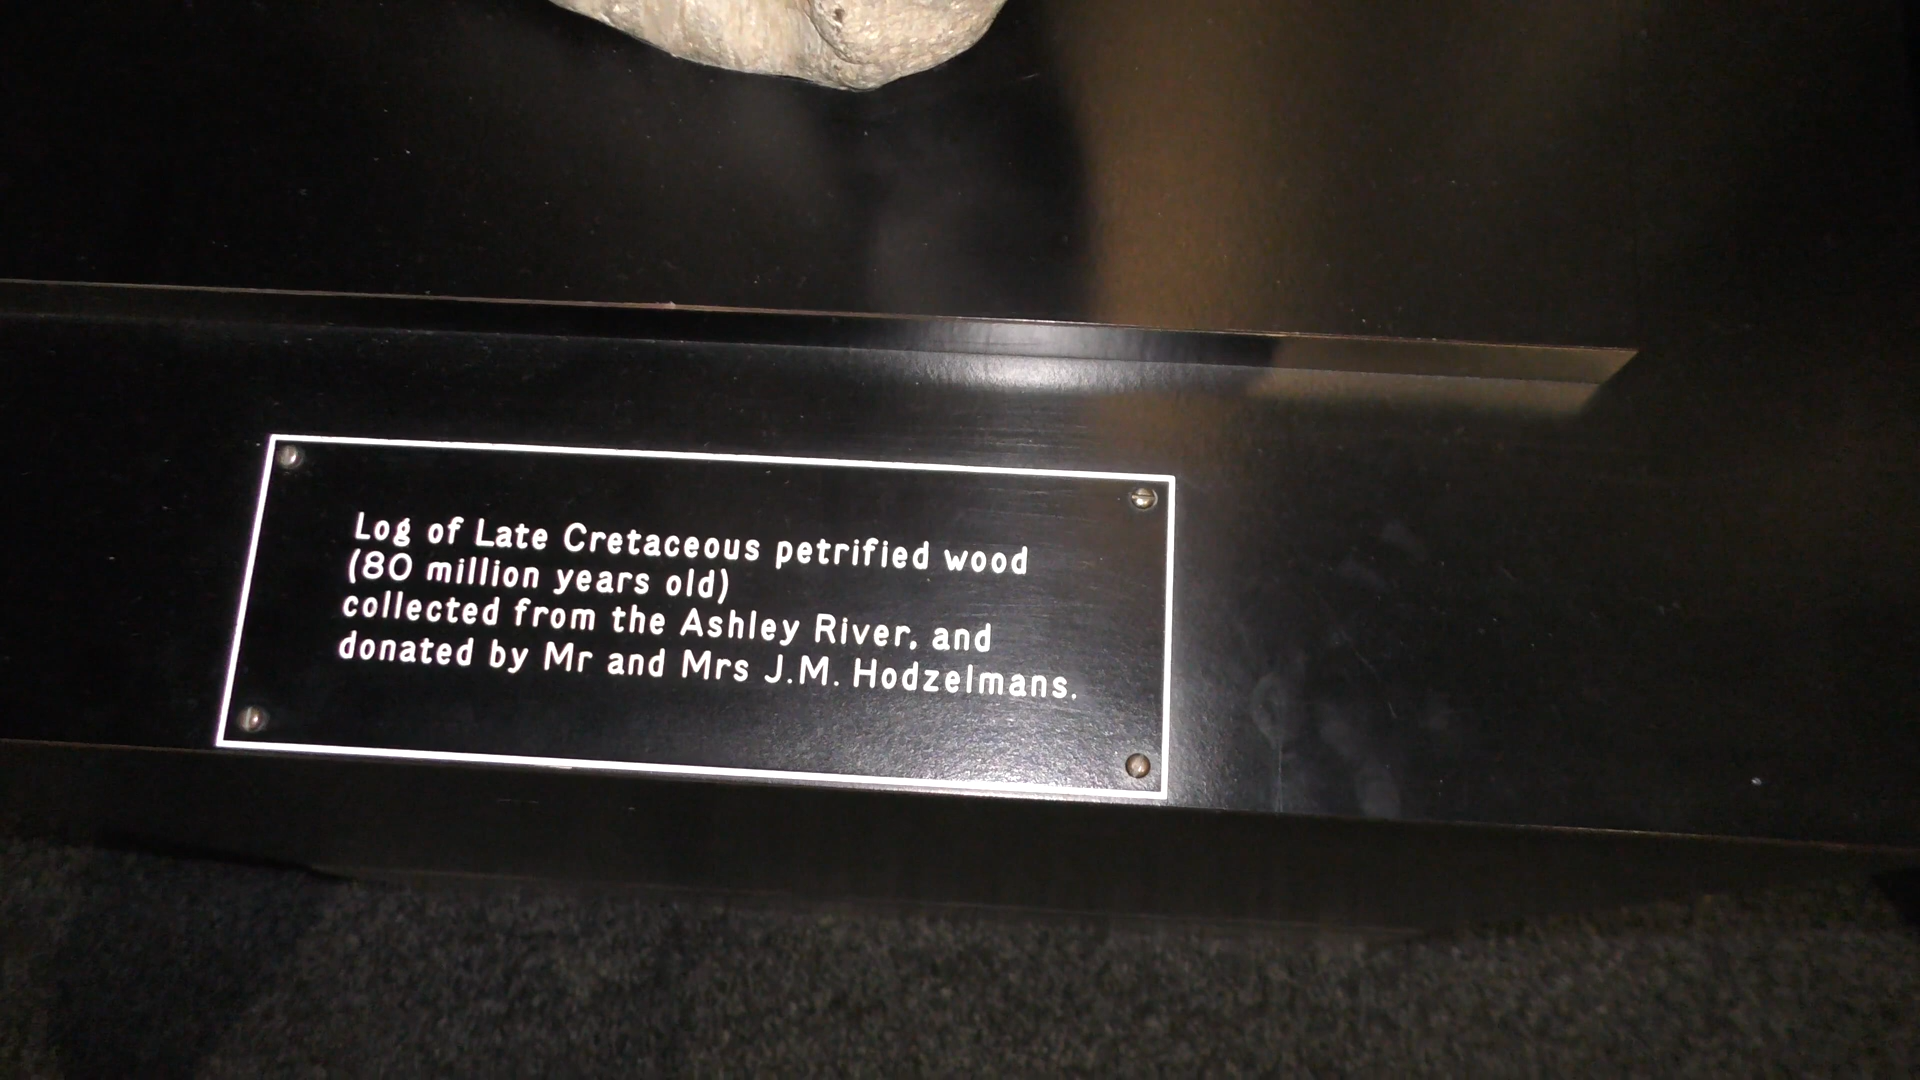 Log of Late Cretaceous petrified wood
(80 million years old)
collected from the Ashley River, and
donated by Mr and Mrs J.M. Hodzelmans.